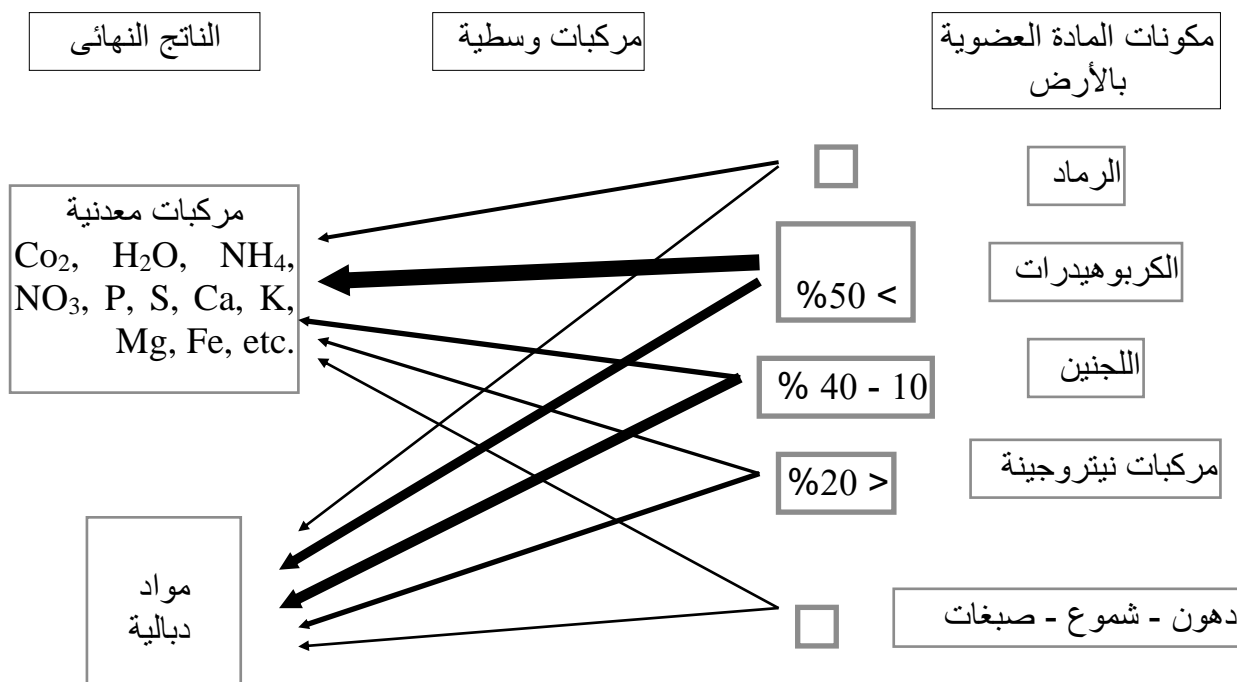 مكونات المادة العضوية
بالأرض
مركبات وسطية
الناتج النهائى
الرماد
الكربوهيدرات
%50 <
اللجنين
% 40 - 10
مركبات نيتروجينة
%20 >
دهون - شموع - صبغات
مركبات معدنية
Co₂, H₂O, NH₄,
NO₃, P, S, Ca, K,
Mg, Fe, etc.
مواد
دبالية